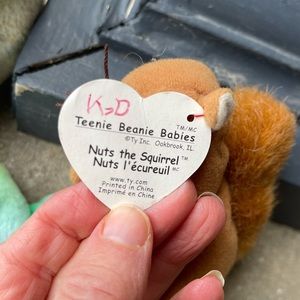 K≥D
Teenie Beanie Babies TM/MC
©Ty Inc. Oakbrook, IL.
Nuts the Squirrel™
Nuts l'écureuil MC
www.ty.com
Printed in China
Imprimé en Chine